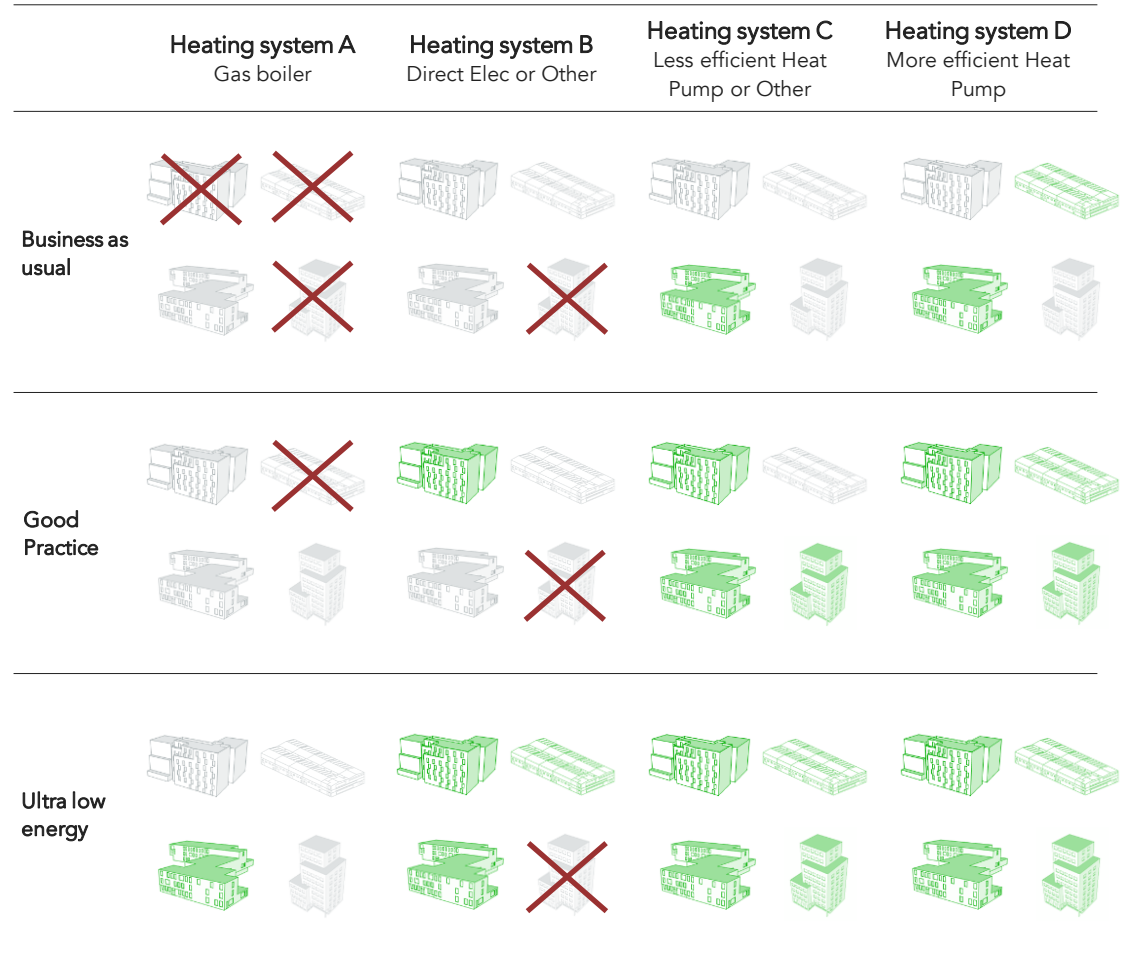 Heating system A
Gas boiler
Heating system B
Direct Elec or Other
Heating system C
Less efficient Heat
Pump or Other
Heating system D
More efficient Heat
Pump
Business as
usual
Good
Practice
Ultra low
energy